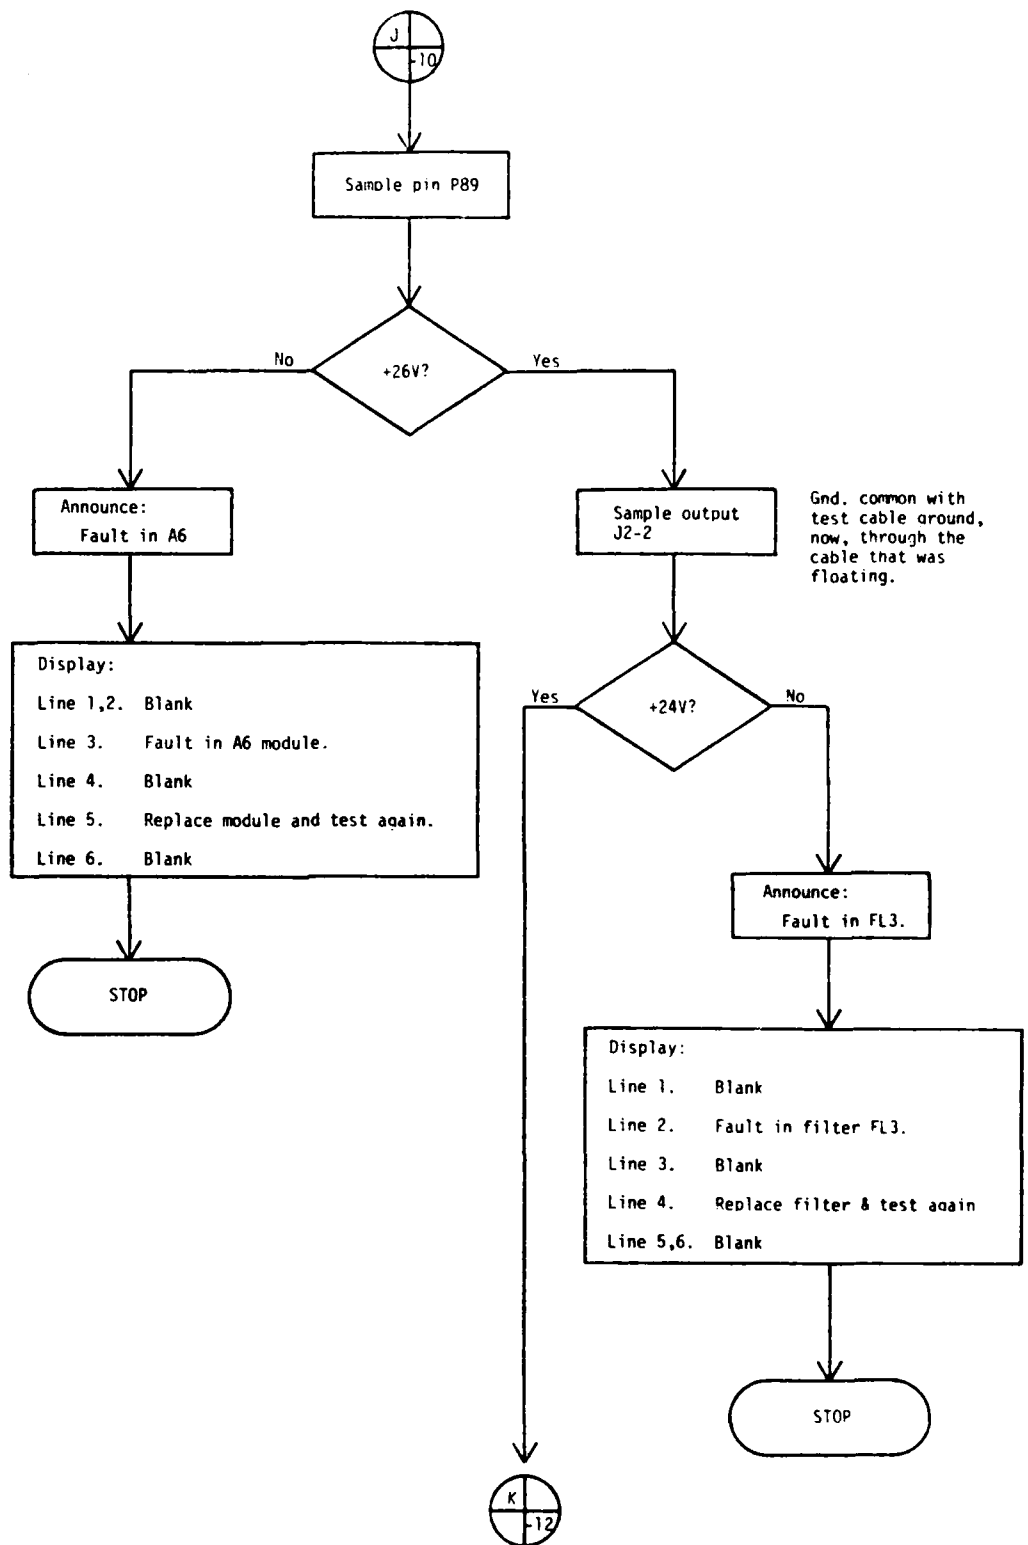 J
-10
Sample pin P89
+26V?
No
Yes
Announce:
Fault in A6
Sample output
J2-2
Gnd. common with
test cable ground,
now, through the
cable that was
floating.
Display:
Line 1,2. Blank
Line 3. Fault in A6 module.
Line 4. Blank
Line 5. Replace module and test again.
Line 6. Blank
STOP
+24V?
Yes
No
Announce:
Fault in FL3.
Display:
Line 1. Blank
Line 2. Fault in filter FL3.
Line 3. Blank
Line 4. Replace filter & test again
Line 5,6. Blank
STOP
K
-12